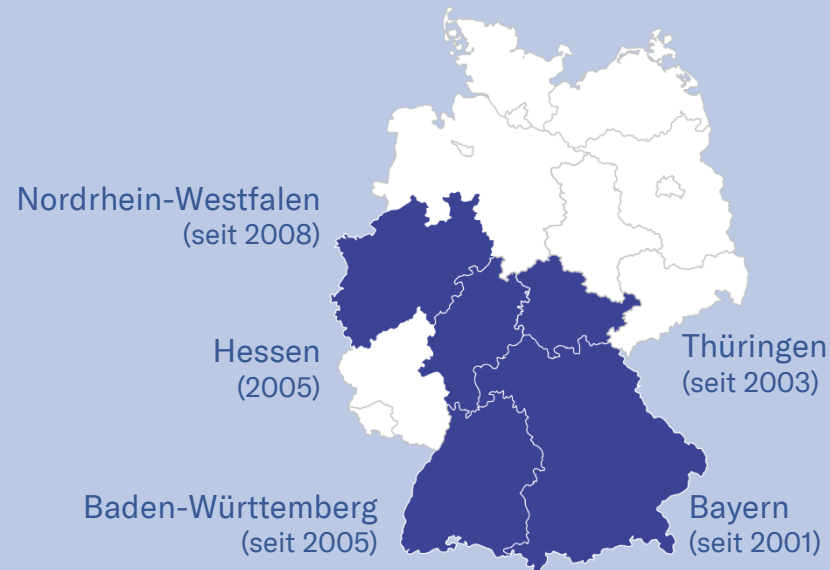 Nordrhein-Westfalen
(seit 2008)
Hessen
(2005)
Thüringen
(seit 2003)
Baden-Württemberg
(seit 2005)
Bayern
(seit 2001)